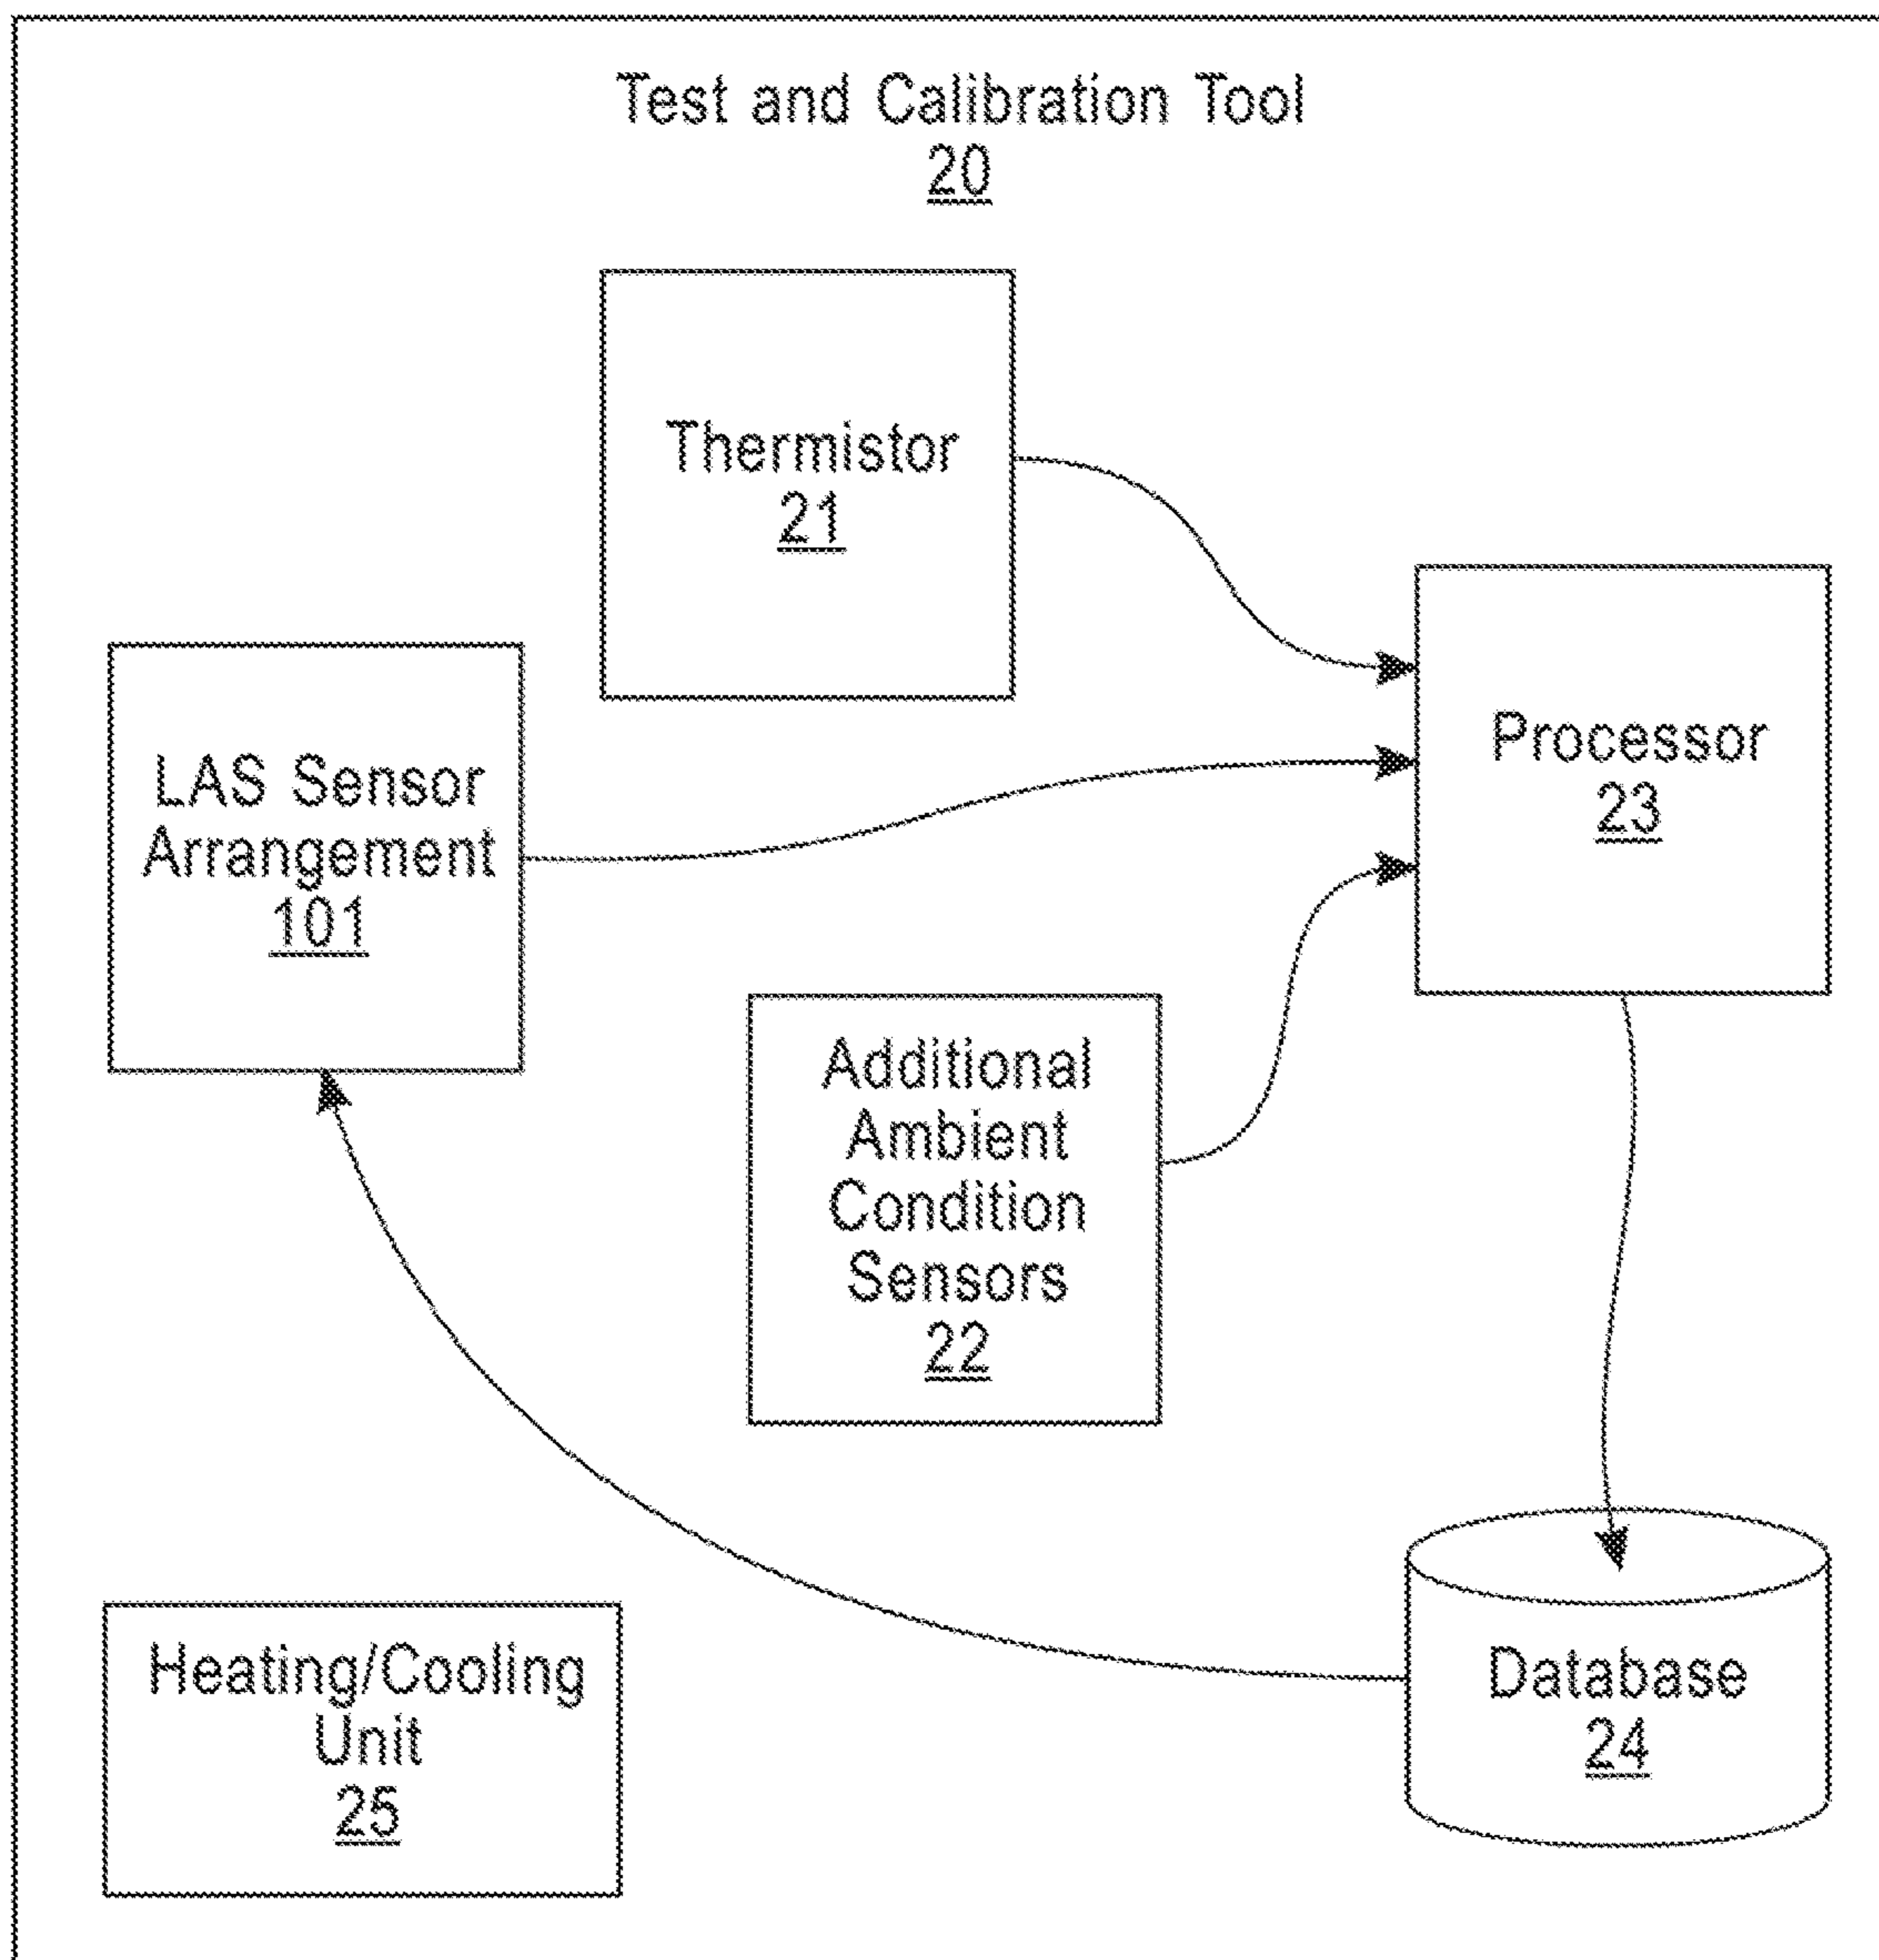 Test and Calibration Tool
20
Thermistor
21
LAS Sensor
Arrangement
101
Processor
23
Additional
Ambient
Condition
Sensors
22
Heating/Cooling
Unit
25
Database
24